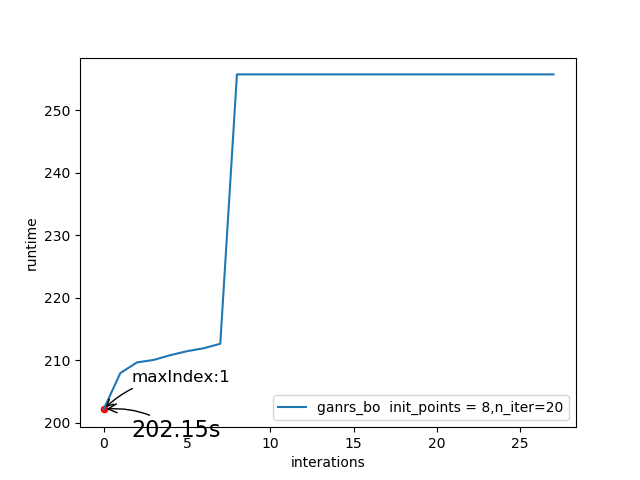 250
240
230
220
210
200
runtime
maxIndex:1
202.15s
ganrs_bo  init_points = 8,n_iter=20
0
5
10
15
20
25
interations